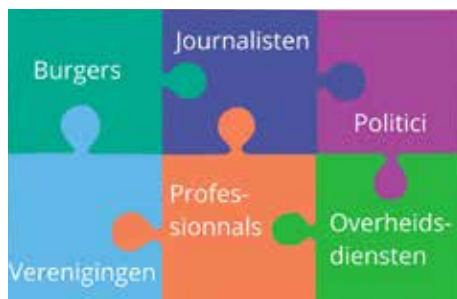 Burgers
Journalisten
Politici
Verenigingen
Profes-
sionnals
Overheids-
diensten